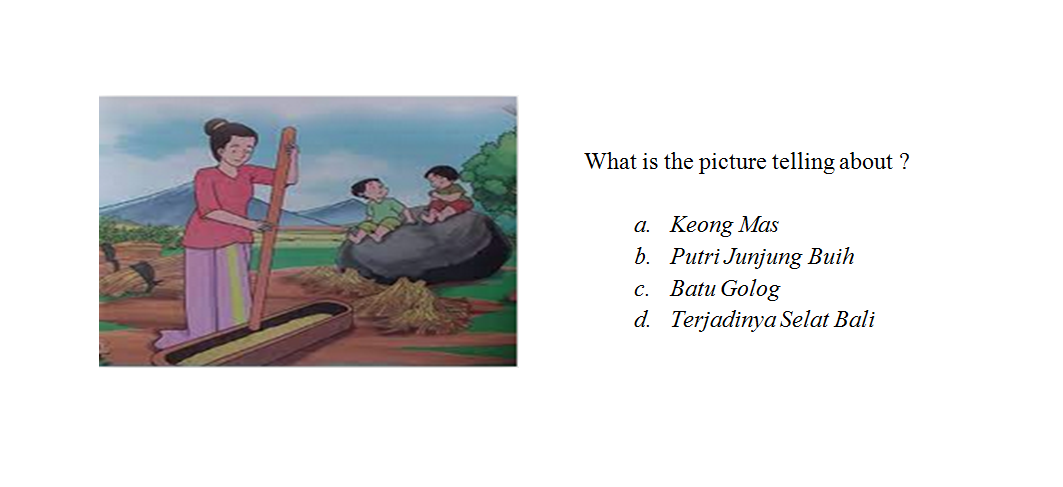 What is the picture telling about ?
a. Keong Mas
b. Putri Junjung Buih
c. Batu Golog
d. Terjadinya Selat Bali